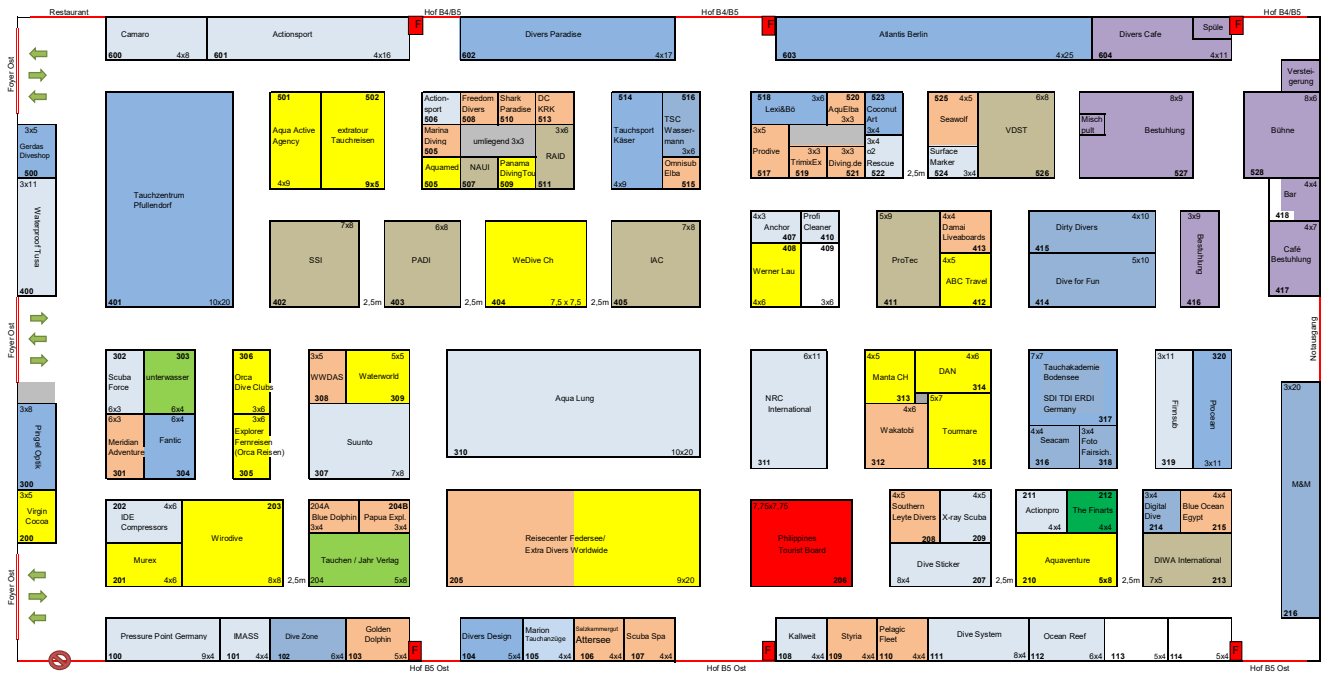 Restaurant
Hof B4/B5
Hof B4/B5
Hof B4/B5
Camaro
600
4x8
Actionsport
601
4x16
F
Divers Paradise
602
4x17
F
Atlantis Berlin
603
4x25
Divers Cafe
604
4x11
Spüle
F
Foyer Ost
Verstei-
gerung
3x5
Gerdas
Diveshop
500
Tauchzentrum
Pfullendorf
401
10x20
501
Aqua Active
Agency
4x9
502
extratour
Tauchreisen
9x5
Action-
sport
506
Freedom
Divers
508
Shark
Paradise
510
DC
KRK
513
Marina
Diving
505
umliegend 3x3
3x6
RAID
511
Aquamed
505
NAUI
507
Panama
DivingTou
509
514
Tauchsport
Käser
4x9
516
TSC
Wasser-
mann
3x6
Omnisub
Elba
515
518
3x6
Lexi&Bö
520
AquElba
3x3
523
Coconut
Art
3x4
3x5
Prodive
517
3x3
TrimixEx
519
3x3
Diving.de
521
3x4
o2
Rescue
522
2,5m
525
4x5
Seawolf
Surface
Marker
524
3x4
6x8
VDST
526
8x9
Misch
pult
Bestuhlung
527
8x6
Bühne
528
3x11
Waterproof Tusa
400
7x8
SSI
402
2,5m
6x8
PADI
403
2,5m
WeDive Ch
404
7,5 x 7,5
2,5m
7x8
IAC
405
4x3
Anchor
407
Profi
Cleaner
410
408
Werner Lau
4x6
409
3x6
5x9
ProTec
411
4x4
Damai
Liveaboards
413
4x5
ABC Travel
412
4x10
Dirty Divers
415
5x10
Dive for Fun
414
3x9
Bestuhlung
416
4x4
Bar
418
4x7
Café
Bestuhlung
417
Foyer Ost
Notausgang
302
Scuba
Force
6x3
303
unterwasser
6x4
6x3
Meridian
Adventure
301
6x4
Fantic
304
306
Orca
Dive Clubs
3x6
3x6
Explorer
Fernreisen
(Orca Reisen)
305
3x5
WWDAS
308
5x5
Waterworld
309
Suunto
307
7x8
Aqua Lung
310
10x20
6x11
NRC
International
311
4x5
Manta CH
313
4x6
DAN
314
4x6
Wakatobi
312
5x7
Tourmare
315
7x7
Tauchakademie
Bodensee
SDI TDI ERDI
Germany
317
4x4
Seacam
316
3x4
Foto
Fairsich.
318
3x11
Finnsub
319
320
Procean
3x11
3x8
Pingel Optik
300
3x5
Virgin
Cocoa
200
3x20
M&M
216
202
4x6
IDE
Compressors
Murex
201
4x6
203
Wirodive
8x8
2,5m
204A
Blue Dolphin
3x4
204B
Papua Expl.
3x4
Tauchen / Jahr Verlag
204
5x8
Reisecenter Federsee/
Extra Divers Worldwide
205
9x20
7,75x7,75
Philippines
Tourist Board
206
4x5
Southern
Leyte Divers
208
4x5
X-ray Scuba
209
Dive Sticker
8x4
207
2,5m
211
Actionpro
4x4
212
The Finarts
4x4
Aquaventure
210
5x8
2,5m
3x4
Digital
Dive
214
4x4
Blue Ocean
Egypt
215
DIWA International
7x5
213
Foyer Ost
Pressure Point Germany
100
9x4
IMASS
101
4x4
Dive Zone
102
6x4
Golden
Dolphin
103
5x4
F
Divers Design
104
5x4
Marion
Tauchanzüge
105
4x4
Salzkammergut
Attersee
106
4x4
Scuba Spa
107
4x4
F
Kallweit
108
4x4
Styria
109
4x4
Pelagic
Fleet
110
4x4
Dive System
111
8x4
Ocean Reef
112
6x4
113
5x4
114
5x4
F
Hof B5 Ost
Hof B5 Ost
Hof B5 Ost